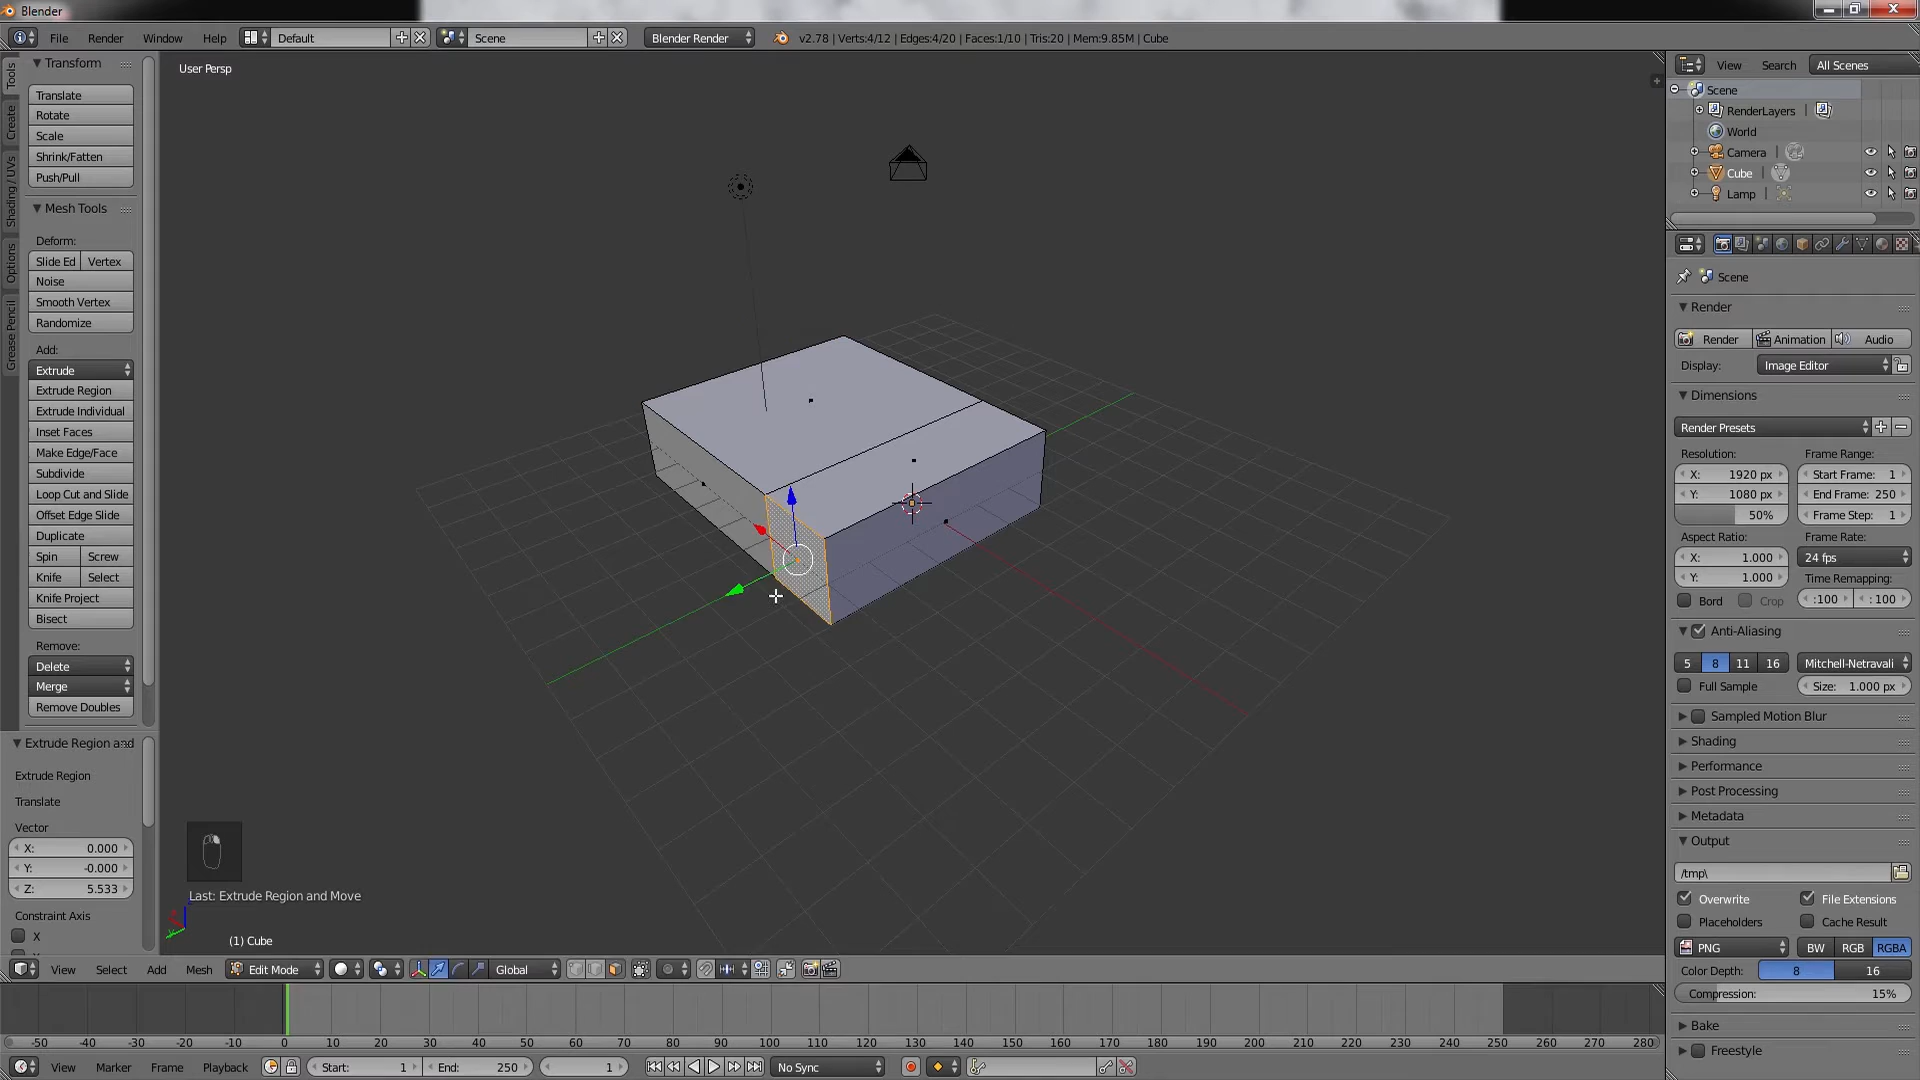 Blender
File Render Window Help Default Scene Blender Render v2.78 | Verts:4/12 | Edges:4/20 | Faces:1/10 | Tris:20 | Mem:9.85M | Cube
Tools
Create
Shading / UVs
Options
Grease Pencil
Transform
Translate
Rotate
Scale
Shrink/Fatten
Push/Pull
Mesh Tools
Deform:
Slide Ed Vertex
Noise
Smooth Vertex
Randomize
Add:
Extrude
Extrude Region
Extrude Individual
Inset Faces
Make Edge/Face
Subdivide
Loop Cut and Slide
Offset Edge Slide
Duplicate
Spin Screw
Knife Select
Knife Project
Bisect
Remove:
Delete
Merge
Remove Doubles
Extrude Region and
Extrude Region
Translate
Vector
X: 0.000
Y: -0.000
Z: 5.533
Constraint Axis
X
User Persp
Last: Extrude Region and Move
(1) Cube
View Select Add Mesh Edit Mode Global
-50 -40 -30 -20 -10 0 10 20 30 40 50 60 70 80 90 100 110 120 130 140 150 160 170 180 190 200 210 220 230 240 250 260 270 280
View Marker Frame Playback Start: 1 End: 250 1 No Sync
View Search All Scenes
Scene
RenderLayers
World
Camera
Cube
Lamp
Scene
Render
Render Animation Audio
Display: Image Editor
Dimensions
Render Presets
Resolution: Frame Range:
X: 1920 px Start Frame: 1
Y: 1080 px End Frame: 250
50% Frame Step: 1
Aspect Ratio: Frame Rate:
X: 1.000 24 fps
Y: 1.000 Time Remapping:
Bord Crop :100 : 100
Anti-Aliasing
5 8 11 16 Mitchell-Netravali
Full Sample Size: 1.000 px
Sampled Motion Blur
Shading
Performance
Post Processing
Metadata
Output
/tmp\
Overwrite File Extensions
Placeholders Cache Result
PNG BW RGB RGBA
Color Depth: 8 16
Compression: 15%
Bake
Freestyle